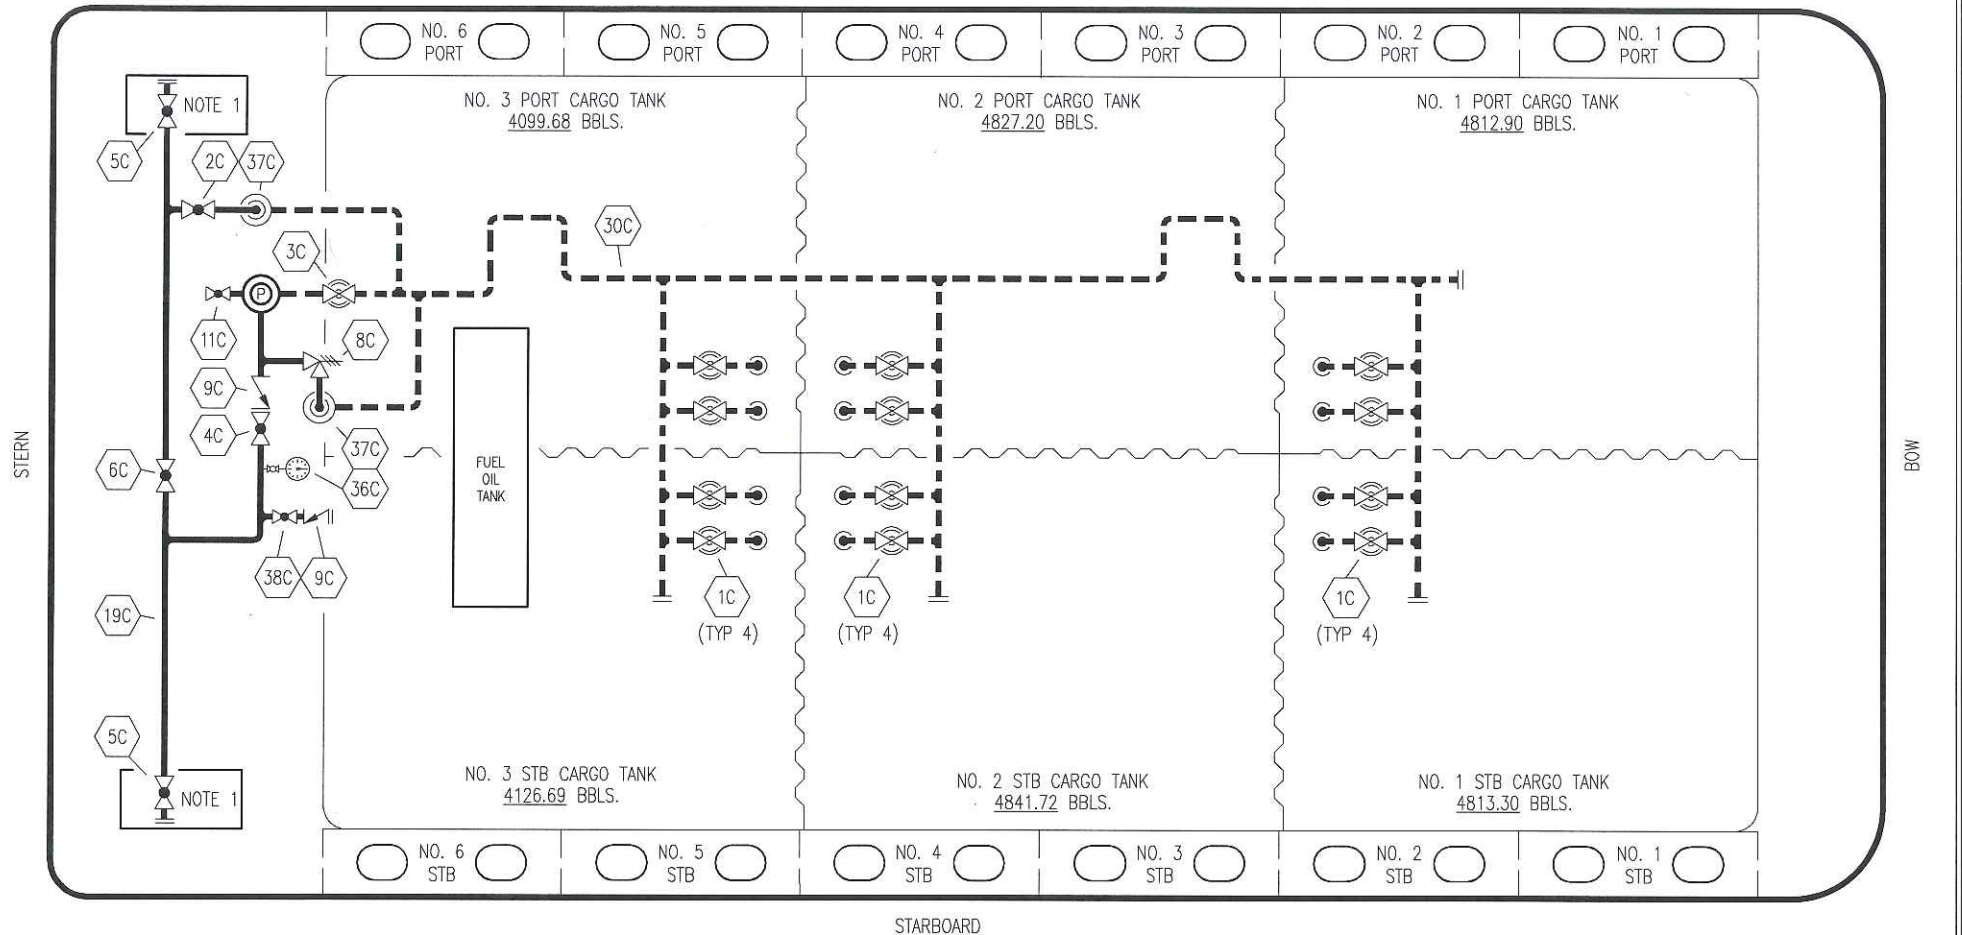 NO. 6
PORT
NO. 5
PORT
NO. 4
PORT
NO. 3
PORT
NO. 2
PORT
NO. 1
PORT
NO. 3 PORT CARGO TANK
4099.68 BBLS.
NO. 2 PORT CARGO TANK
4827.20 BBLS.
NO. 1 PORT CARGO TANK
4812.90 BBLS.
NOTE 1
5C
2C
37C
3C
30C
P
11C
8C
9C
4C
37C
6C
36C
38C
9C
19C
5C
NOTE 1
STERN
FUEL
OIL
TANK
BOW
1C
(TYP 4)
1C
(TYP 4)
1C
(TYP 4)
NO. 3 STB CARGO TANK
4126.69 BBLS.
NO. 2 STB CARGO TANK
4841.72 BBLS.
NO. 1 STB CARGO TANK
4813.30 BBLS.
NO. 6
STB
NO. 5
STB
NO. 4
STB
NO. 3
STB
NO. 2
STB
NO. 1
STB
STARBOARD